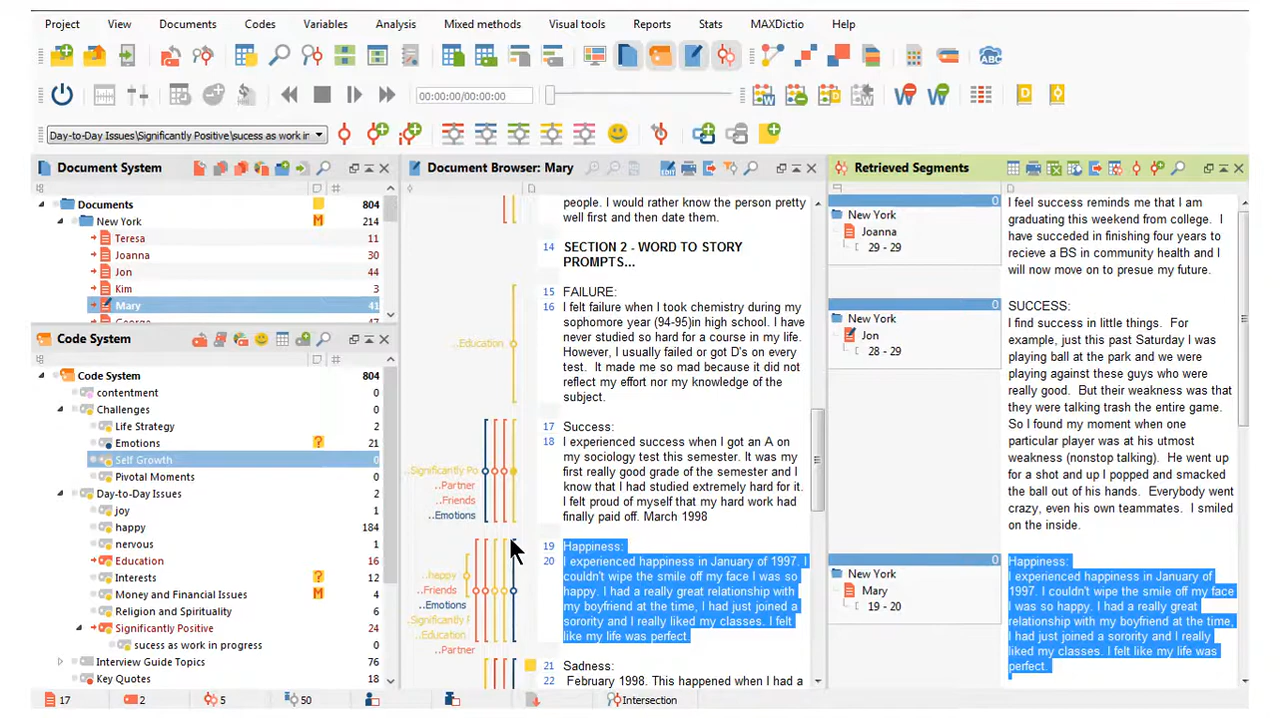 Project View Documents Codes Variables Analysis Mixed methods Visual tools Reports Stats MAXDictio Help
00:00:00/00:00:00
Day-to-Day Issues\Significantly Positive\sucess as work in
Document System
Documents 804
New York 214
Teresa 11
Joanna 30
Jon 44
Kim 3
Mary 41
Code System
Code System 804
contentment 0
Challenges 0
Life Strategy 2
Emotions 21
Self Growth 0
Pivotal Moments 0
Day-to-Day Issues 2
joy 1
happy 184
nervous 1
Education 16
Interests 12
Money and Financial Issues 4
Religion and Spirituality 2
Significantly Positive 24
sucess as work in progress 0
Interview Guide Topics 76
Key Quotes 18
Document Browser: Mary
people. I would rather know the person pretty
well first and then date them.
14 SECTION 2 - WORD TO STORY
PROMPTS...
15 FAILURE:
16 I felt failure when I took chemistry during my
sophomore year (94-95)in high school. I have
never studied so hard for a course in my life.
However, I usually failed or got D's on every
test. It made me so mad because it did not
reflect my effort nor my knowledge of the
subject.
..Education
17 Success:
18 I experienced success when I got an A on
my sociology test this semester. It was my
first really good grade of the semester and I
know that I had studied extremely hard for it.
I felt proud of myself that my hard work had
finally paid off. March 1998
..Significantly Po
..Partner
..Friends
..Emotions
19 Happiness:
20 I experienced happiness in January of 1997. I
couldn't wipe the smile off my face I was so
happy. I had a really great relationship with
my boyfriend at the time, I had just joined a
sorority and I really liked my classes. I felt
like my life was perfect.
..happy
..Friends
..Emotions
..Significantly F
..Education
..Partner
21 Sadness:
22 February 1998. This happened when I had a
Retrieved Segments
0
New York
Joanna
29 - 29
I feel success reminds me that I am
graduating this weekend from college. I
have succeded in finishing four years to
recieve a BS in community health and I
will now move on to presue my future.
0
New York
Jon
28 - 29
SUCCESS:
I find success in little things. For
example, just this past Saturday I was
playing ball at the park and we were
playing against these guys who were
really good. But their weakness was that
they were talking trash the entire game.
So I found my moment when one
particular player was at his utmost
weakness (nonstop talking). He went up
for a shot and up I popped and smacked
the ball out of his hands. Everybody went
crazy, even his own teammates. I smiled
on the inside.
0
New York
Mary
19 - 20
Happiness:
I experienced happiness in January of
1997. I couldn't wipe the smile off my face
I was so happy. I had a really great
relationship with my boyfriend at the time,
I had just joined a sorority and I really
liked my classes. I felt like my life was
perfect.
17 2 5 50 Intersection